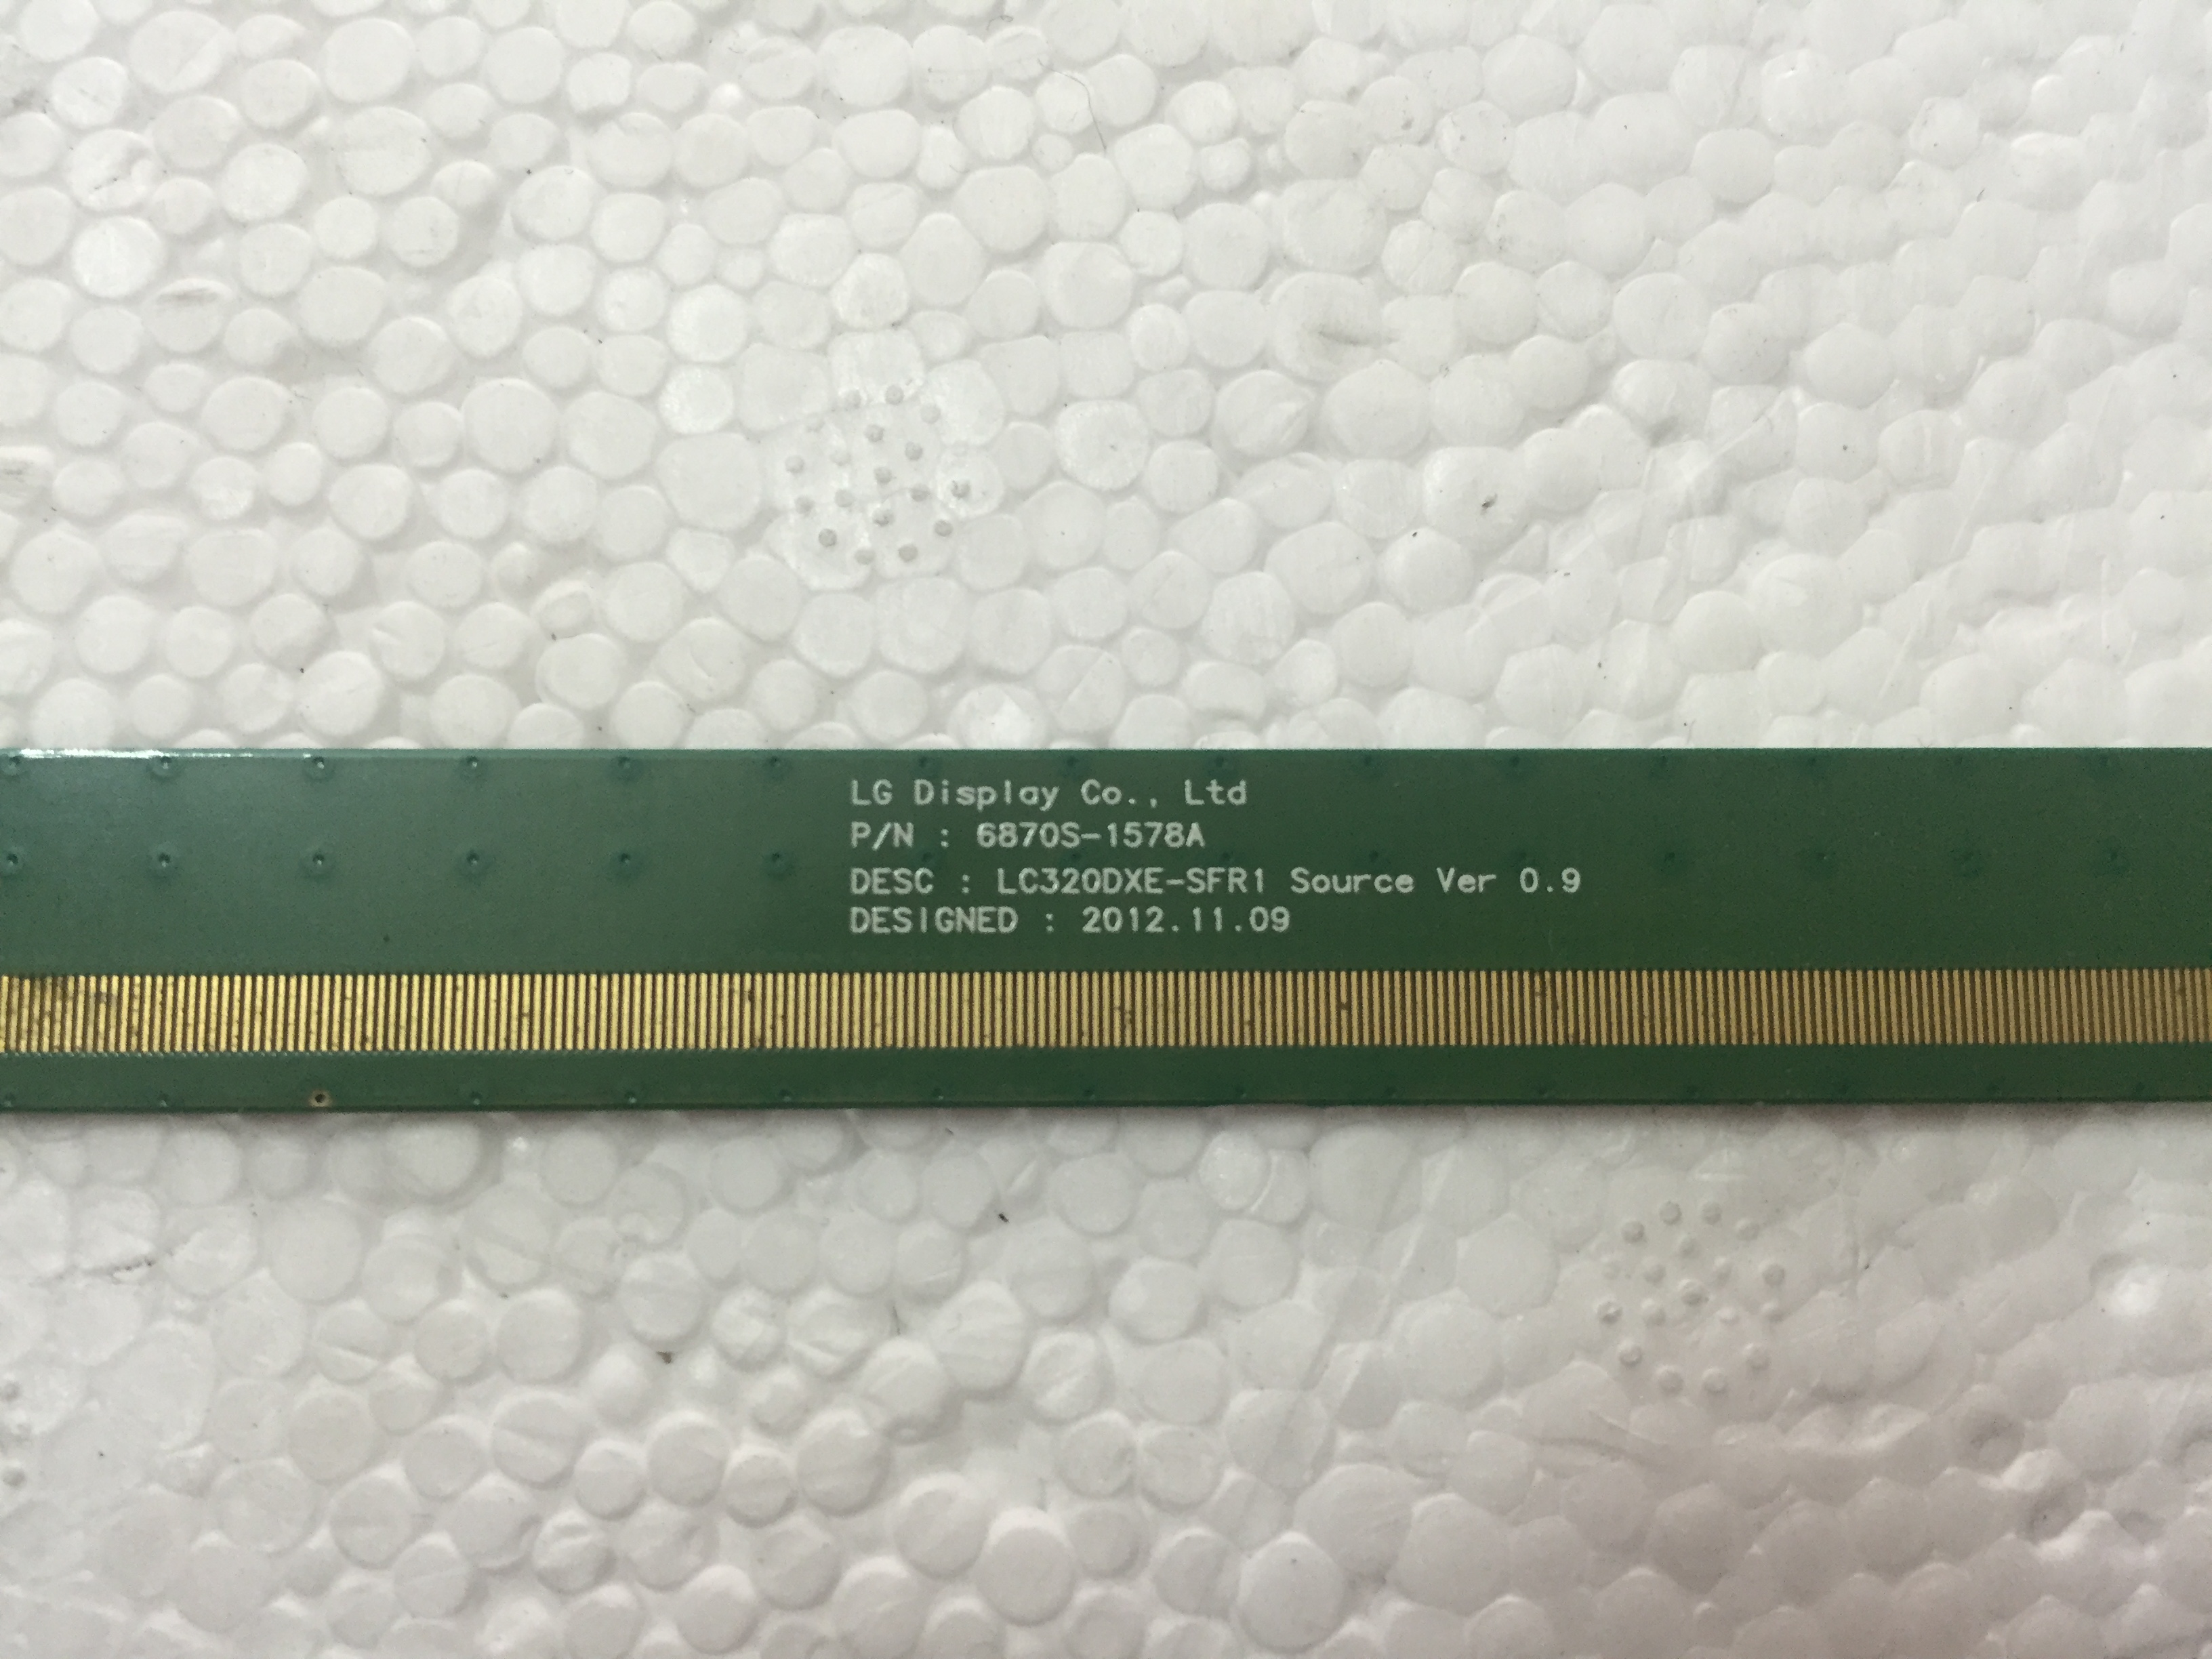 LG Display Co., Ltd
P/N : 6870S-1578A
DESC : LC320DXE-SFR1 Source Ver 0.9
DESIGNED : 2012.11.09